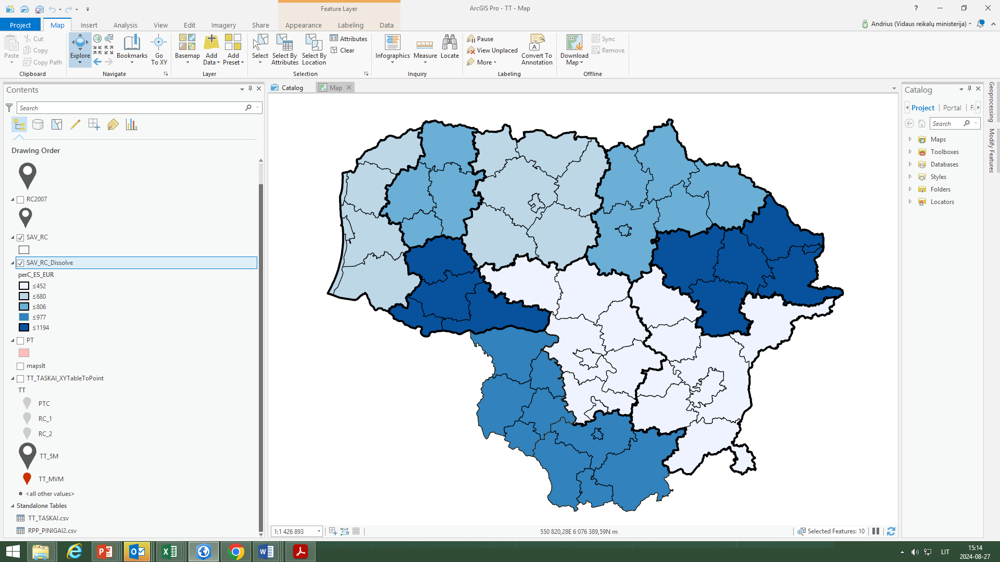 Feature Layer
ArcGIS Pro - TT - Map
?
Project
Map
Insert
Analysis
View
Edit
Imagery
Share
Appearance
Labeling
Data
Andrius (Vidaus reikalų ministerija)
Paste
Cut
Copy
Copy Path
Clipboard
Explore
Bookmarks
Go To XY
Navigate
Basemap
Add Data
Add Preset
Layer
Select
Select By Attributes
Select By Location
Attributes
Clear
Selection
Infographics
Measure
Locate
Inquiry
Pause
View Unplaced
More
Convert To Annotation
Labeling
Download Map
Sync
Remove
Offline
Contents
Search
Drawing Order
RC2007
SAV_RC
SAV_RC_Dissolve
perC_ES_EUR
≤452
≤680
≤806
≤977
≤1194
PT
mapslt
TT_TASKAI_XYTableToPoint
TT
PTC
RC_1
RC_2
TT_5M
TT_MVM
<all other values>
Standalone Tables
TT_TASKAI.csv
RPP_PINIGAI2.csv
Catalog
Map
1:1 426 893
550 820,28E 6 076 389,59N m
Selected Features: 10
Catalog
Project
Portal
Search
Maps
Toolboxes
Databases
Styles
Folders
Locators
Geoprocessing
Modify Features
LIT
15:14
2024-08-27